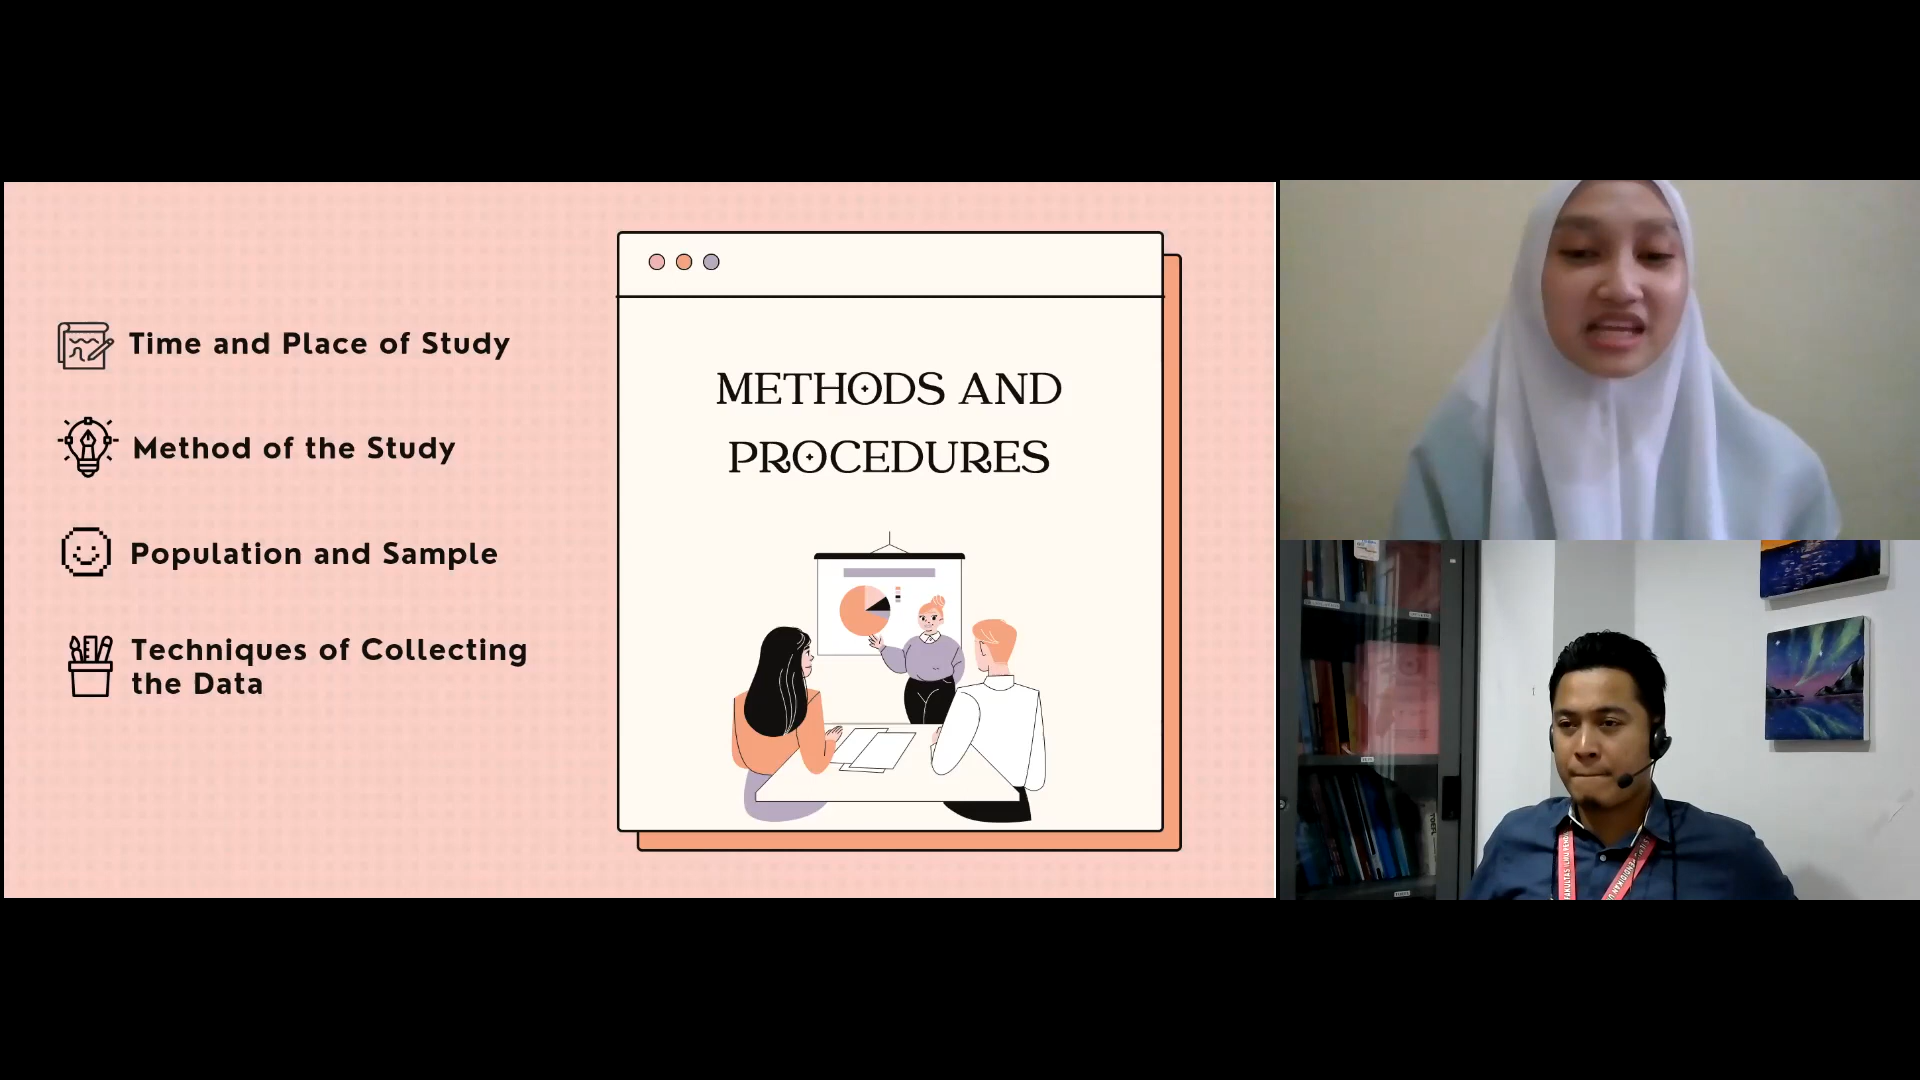 Time and Place of Study
Method of the Study
Population and Sample
Techniques of Collecting
the Data
METHODS AND
PROCEDURES